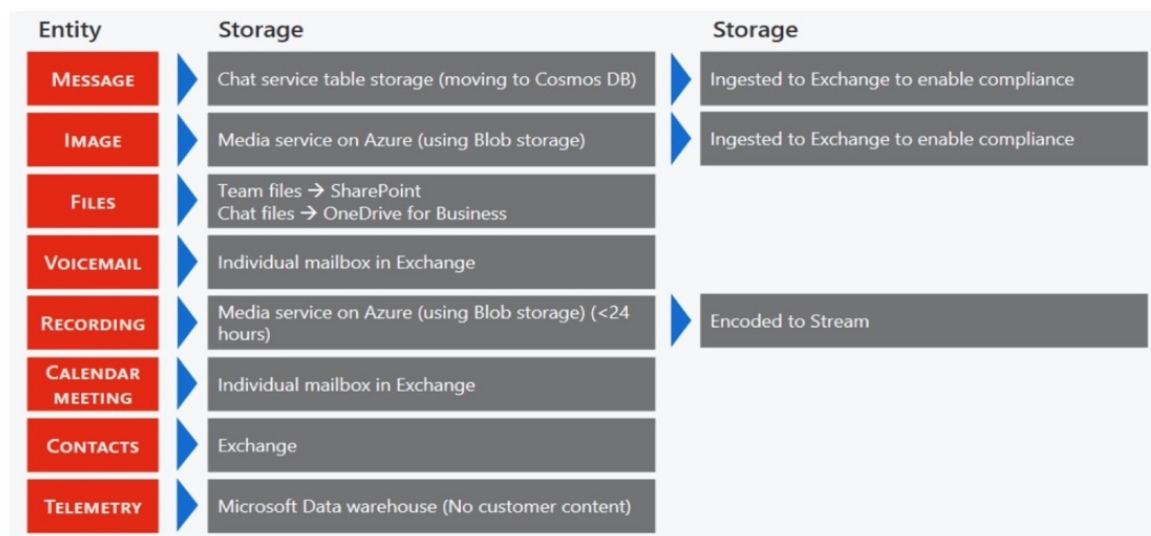 Entity Storage Storage
MESSAGE Chat service table storage (moving to Cosmos DB) Ingested to Exchange to enable compliance
IMAGE Media service on Azure (using Blob storage) Ingested to Exchange to enable compliance
FILES Team files → SharePoint
Chat files → OneDrive for Business
VOICEMAIL Individual mailbox in Exchange
RECORDING Media service on Azure (using Blob storage) (<24
hours) Encoded to Stream
CALENDAR
MEETING Individual mailbox in Exchange
CONTACTS Exchange
TELEMETRY Microsoft Data warehouse (No customer content)